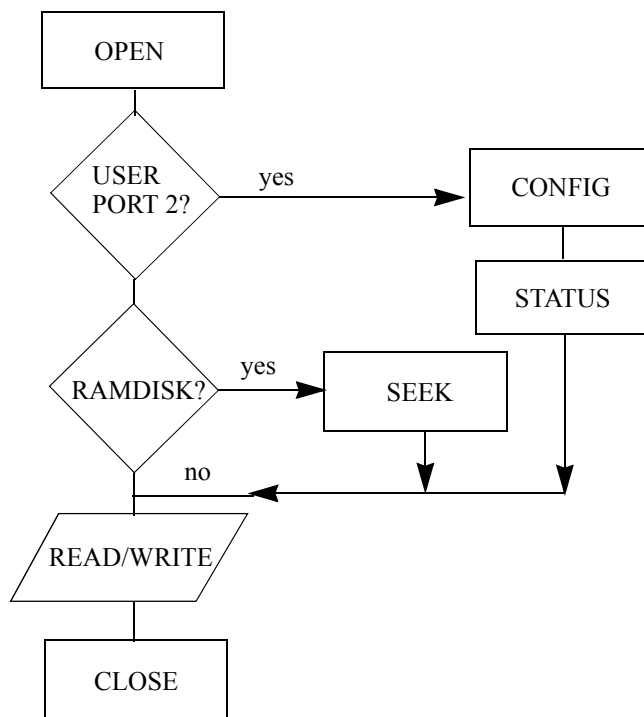 OPEN
USER
PORT 2?
yes
CONFIG
STATUS
RAMDISK?
yes
SEEK
no
READ/WRITE
CLOSE